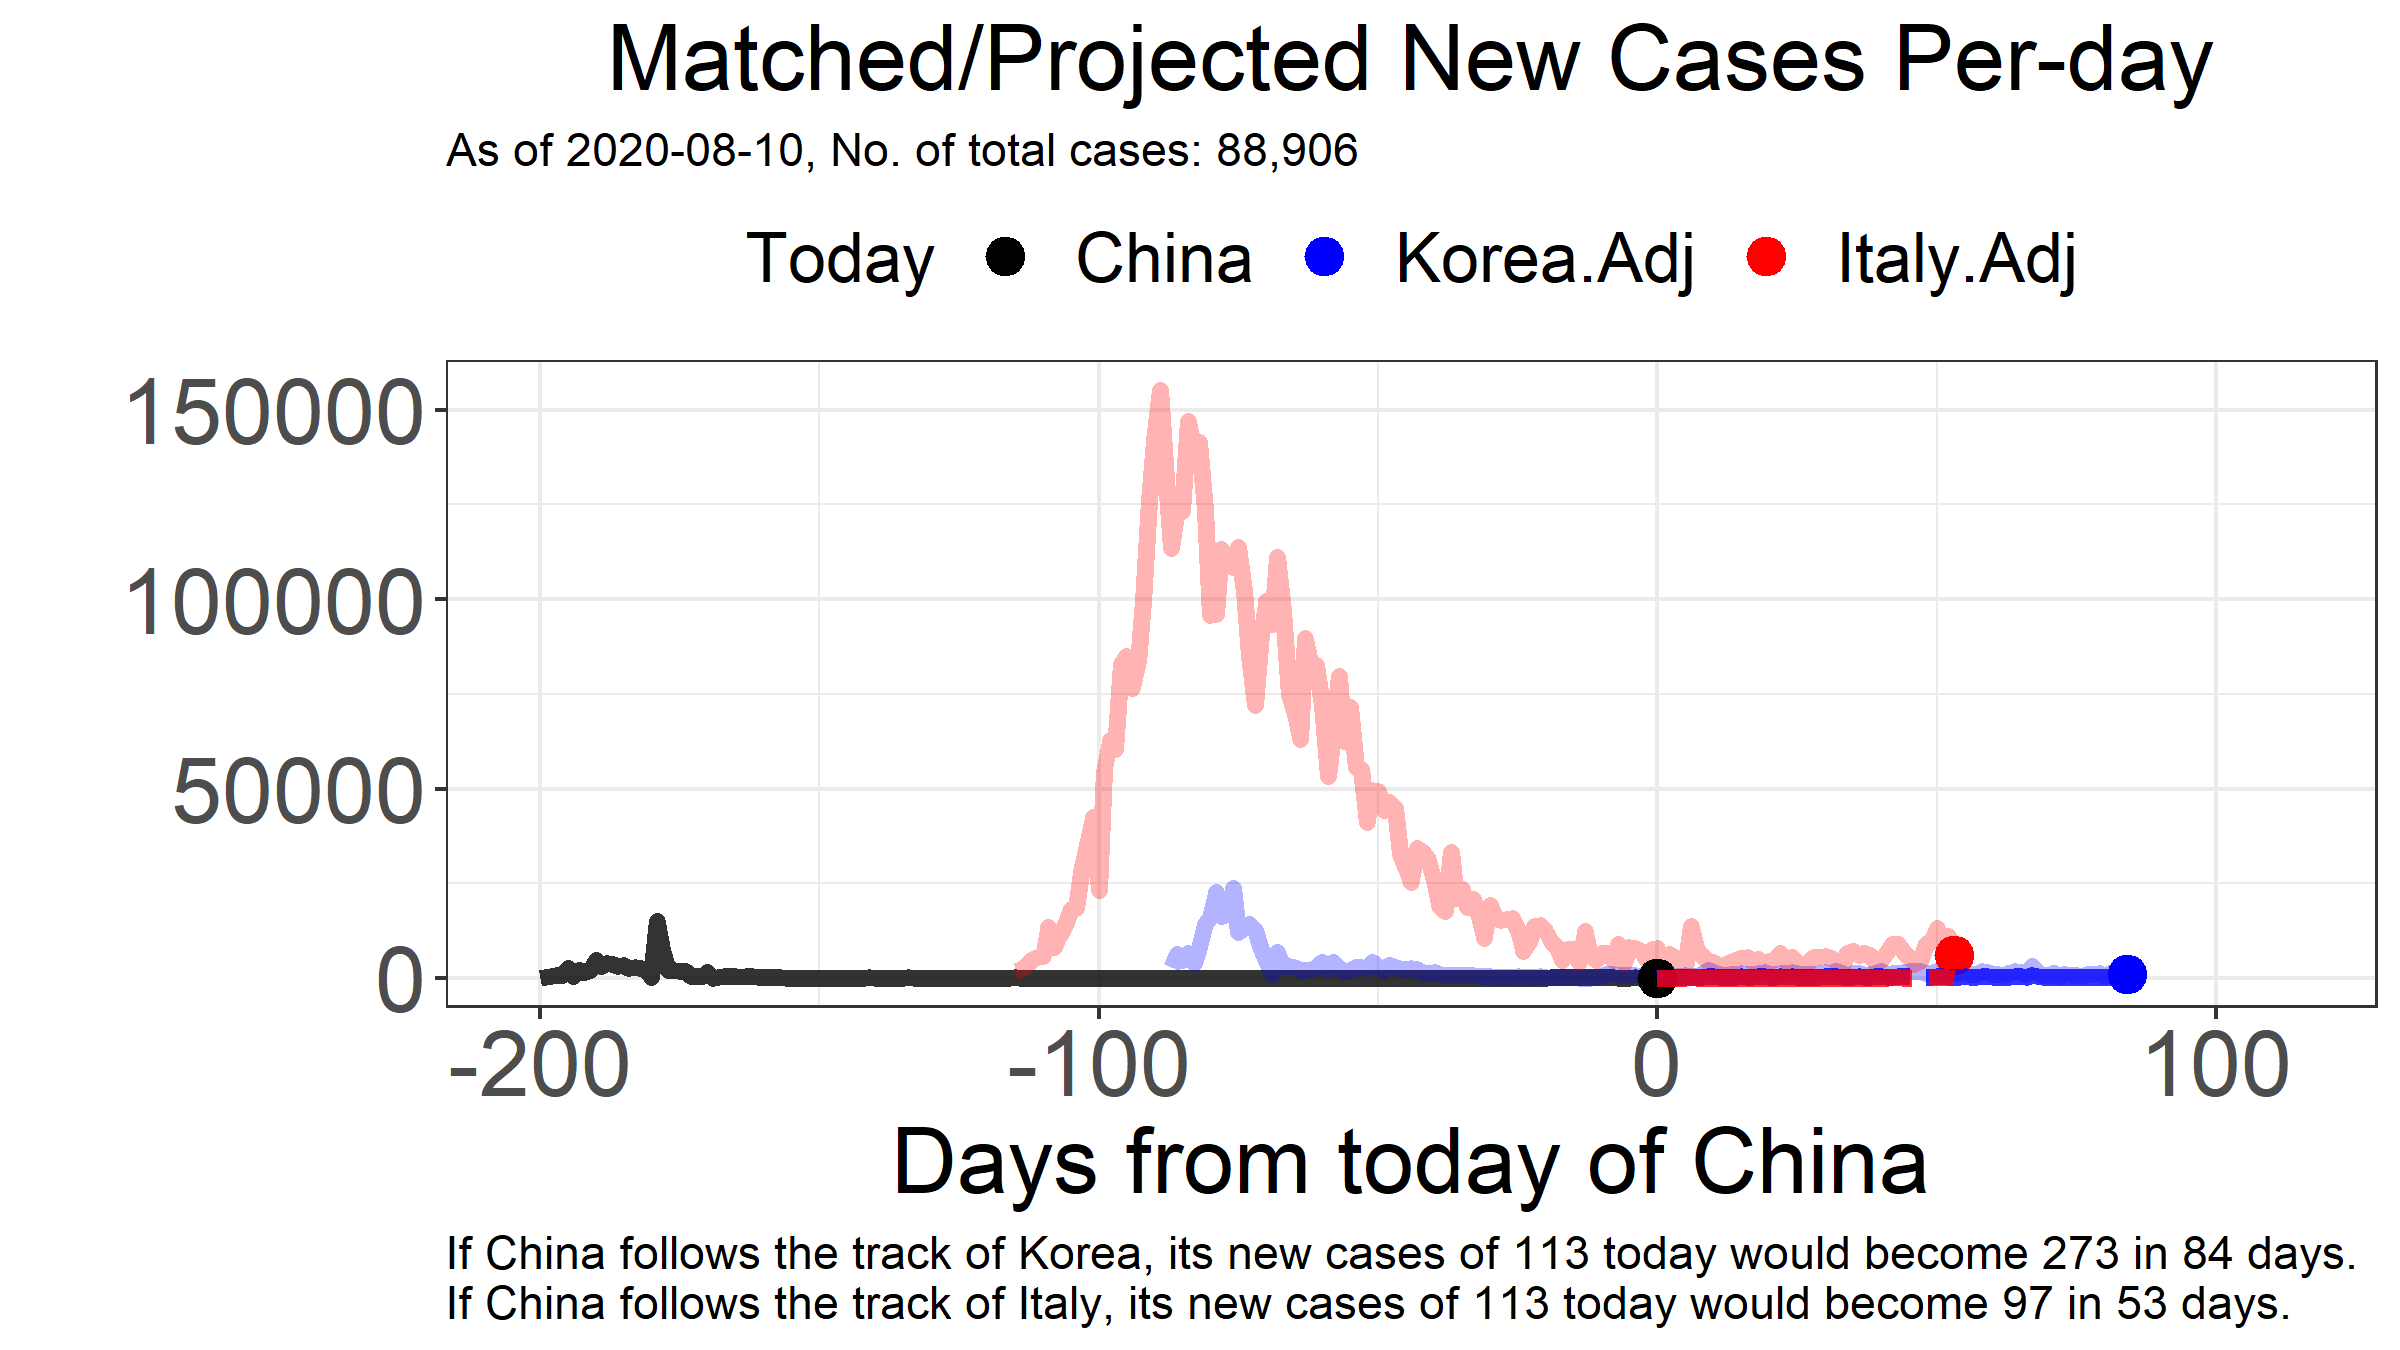 Matched/Projected New Cases Per-day
As of 2020-08-10, No. of total cases: 88,906
Today China Korea.Adj Italy.Adj
150000
100000
50000
0
-200 -100 0 100
Days from today of China
If China follows the track of Korea, its new cases of 113 today would become 273 in 84 days.
If China follows the track of Italy, its new cases of 113 today would become 97 in 53 days.